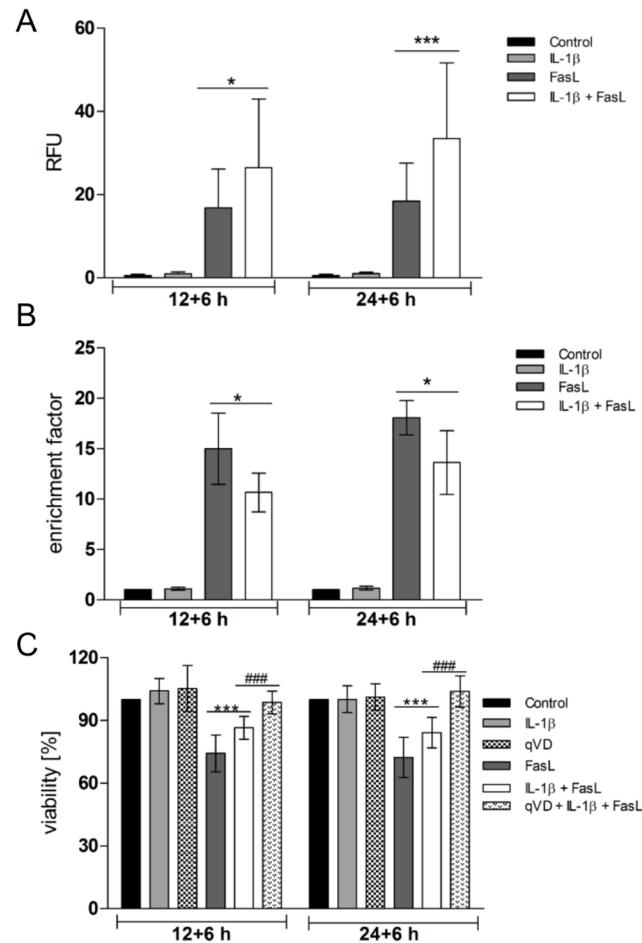 A
60
40
20
0
RFU
*
***
Control
IL-1β
FasL
IL-1β + FasL
12+6 h
24+6 h
B
25
20
15
10
5
0
enrichment factor
*
*
Control
IL-1β
FasL
IL-1β + FasL
12+6 h
24+6 h
C
120
90
60
30
0
viability [%]
***
###
***
###
Control
IL-1β
qVD
FasL
IL-1β + FasL
qVD + IL-1β + FasL
12+6 h
24+6 h